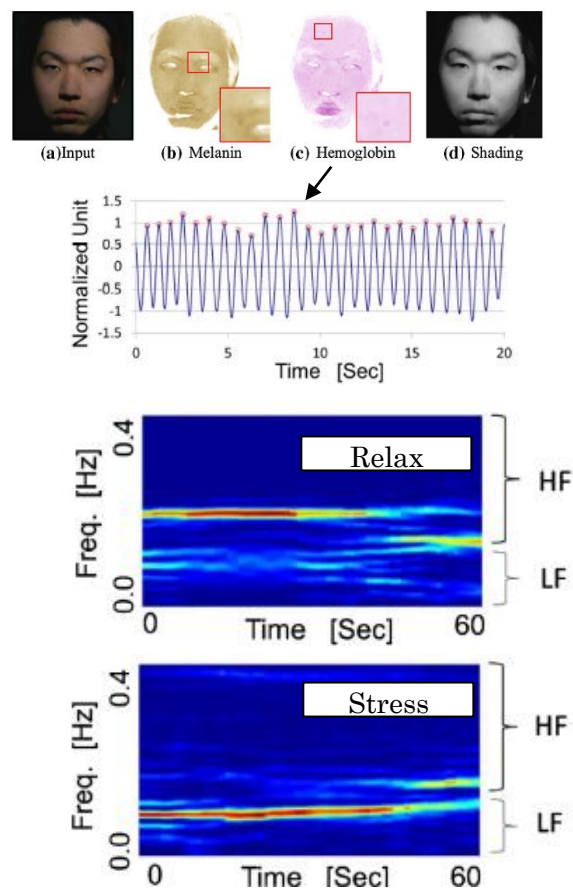 (a)Input (b) Melanin (c) Hemoglobin (d) Shading
Normalized Unit
1.5
1
0.5
0
-0.5
-1
-1.5
0 5 10 15 20
Time [Sec]
Relax
Freq. [Hz]
0.4
0.0
HF
LF
0 Time [Sec] 60
Stress
Freq. [Hz]
0.4
0.0
HF
LF
0 Time [Sec] 60